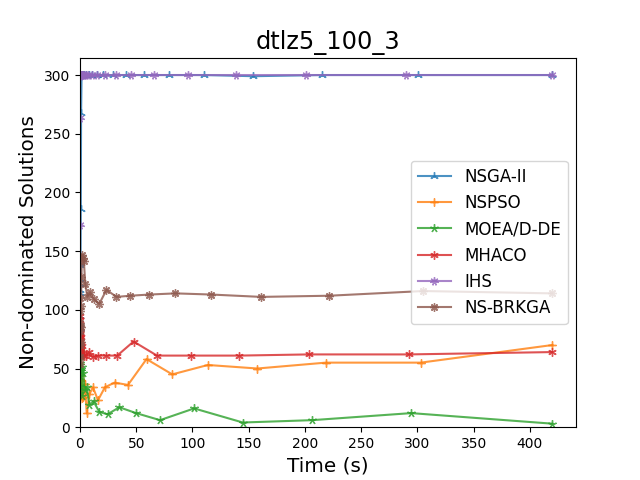 dtlz5_100_3
Non-dominated Solutions
300
250
200
150
100
50
0
NSGA-II
NSPSO
MOEA/D-DE
MHACO
IHS
NS-BRKGA
0 50 100 150 200 250 300 350 400
Time (s)